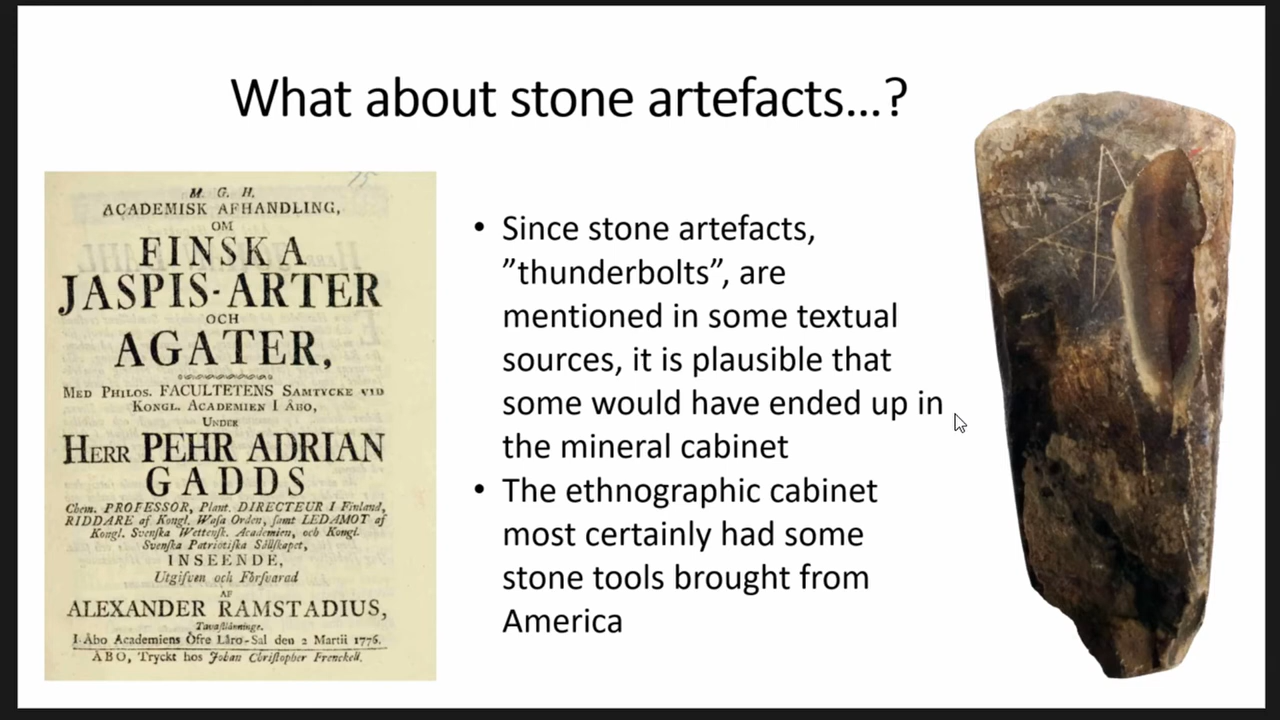 What about stone artefacts...?
15
M. G. H.
ACADEMISK AFHANDLING,
OM
FINSKA
JASPIS-ARTER
OCH
AGATER,
MED PHILOS. FACULTETENS SAMTYCKE VID
KONGL. ACADEMIEN I ÅBO,
UNDER
HERR PEHR ADRIAN
GADDS
Chem. PROFESSOR, Plant. DIRECTEUR I Finland,
RIDDARE af Kongl. Wasa Orden, samt LEDAMOT af
Kongl. Svenska Wettensk. Academien, och Kongl.
Svenska Patriotiska Sällskapet,
INSEENDE,
Utgifven och Försvarad
AF
ALEXANDER RAMSTADIUS,
Tavastlänninge.
I Åbo Academiens Öfre Läro-Sal den 2 Martii 1776.
ÅBO, Tryckt hos Johan Christopher Frenckell.
• Since stone artefacts,
”thunderbolts”, are
mentioned in some textual
sources, it is plausible that
some would have ended up in
the mineral cabinet
• The ethnographic cabinet
most certainly had some
stone tools brought from
America